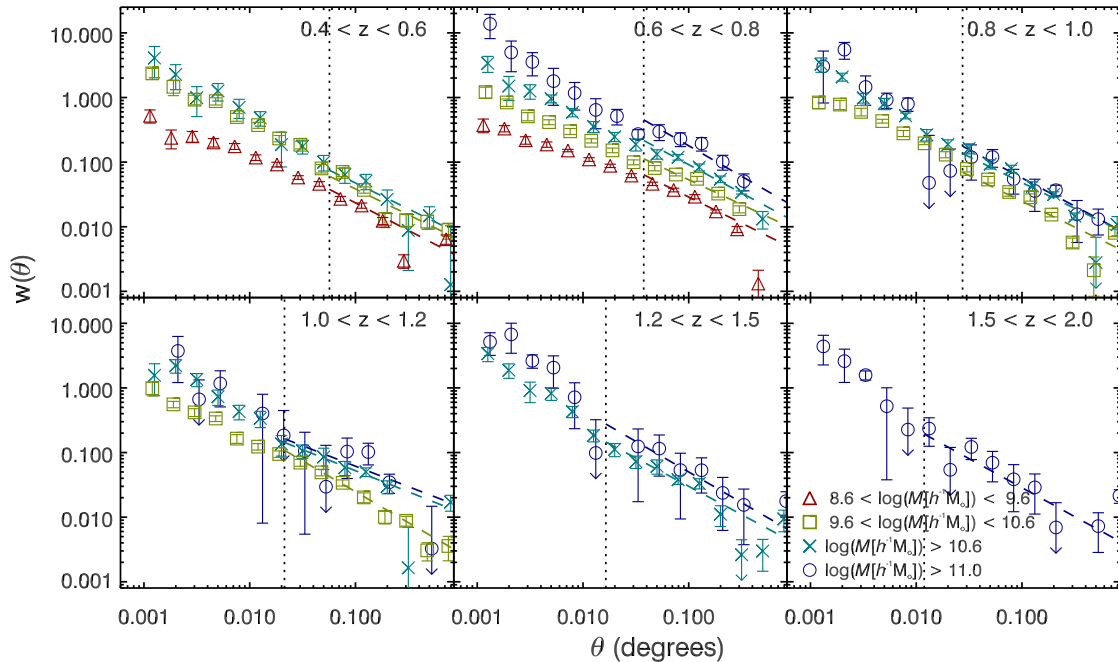 0.4 < z < 0.6
0.6 < z < 0.8
0.8 < z < 1.0
10.000
1.000
0.100
0.010
0.001
w(θ)
1.0 < z < 1.2
1.2 < z < 1.5
1.5 < z < 2.0
10.000
1.000
0.100
0.010
0.001
8.6 < log(M[h⁻¹M☉]) < 9.6
9.6 < log(M[h⁻¹M☉]) < 10.6
log(M[h⁻¹M☉]) > 10.6
log(M[h⁻¹M☉]) > 11.0
0.001 0.010 0.100 0.001 0.010 0.100 0.001 0.010 0.100
θ (degrees)